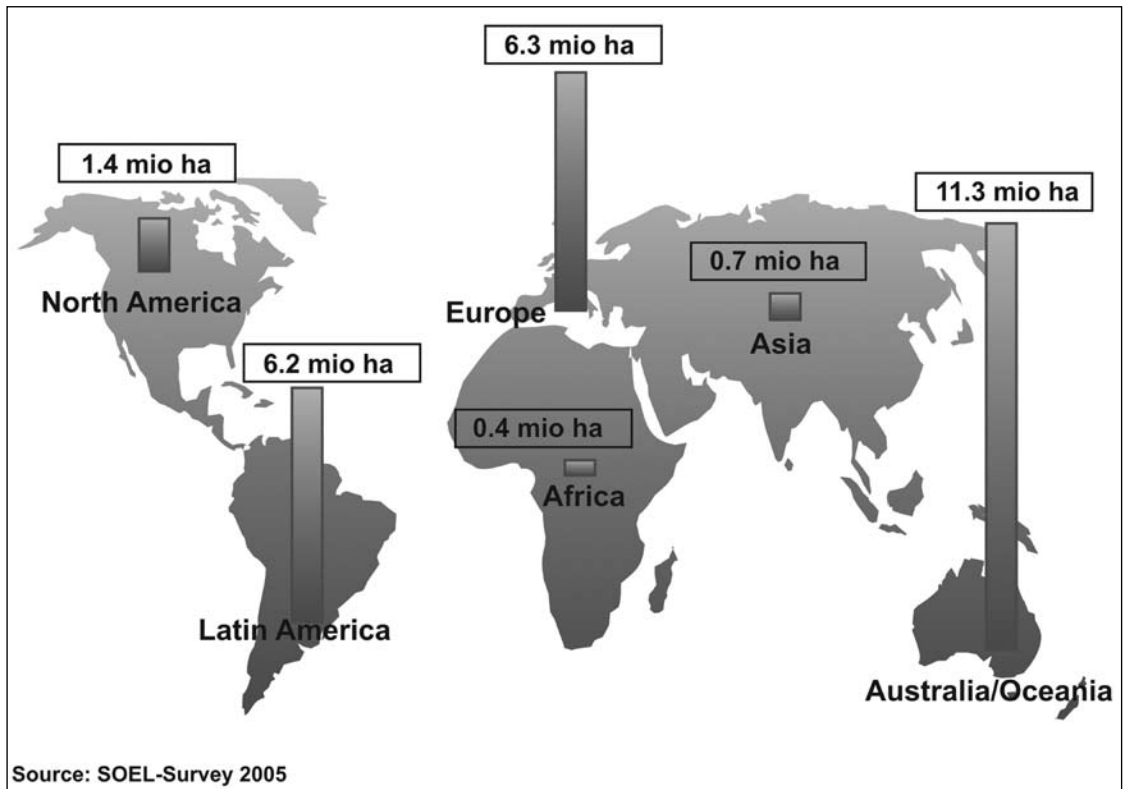 6.3 mio ha
1.4 mio ha
11.3 mio ha
0.7 mio ha
North America
Europe
Asia
6.2 mio ha
0.4 mio ha
Africa
Latin America
Australia/Oceania
Source: SOEL-Survey 2005